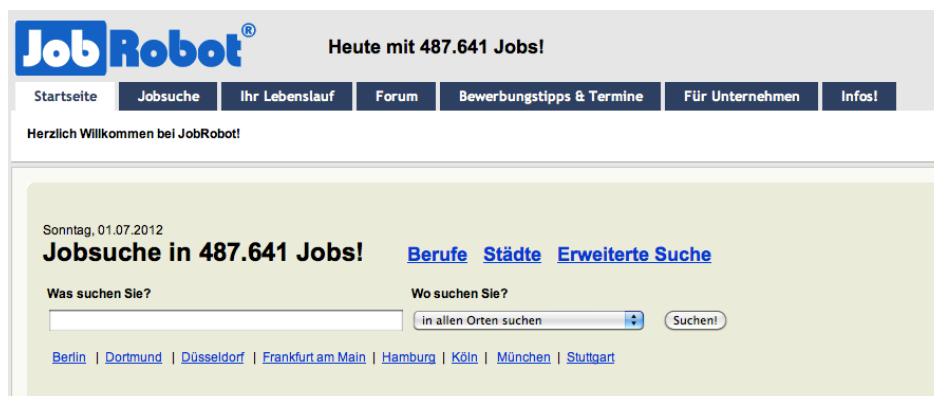 JobRobot®
Heute mit 487.641 Jobs!
Startseite Jobsuche Ihr Lebenslauf Forum Bewerbungstipps & Termine Für Unternehmen Infos!
Herzlich Willkommen bei JobRobot!
Sonntag, 01.07.2012
Jobsuche in 487.641 Jobs! Berufe Städte Erweiterte Suche
Was suchen Sie? Wo suchen Sie?
in allen Orten suchen Suchen!
Berlin | Dortmund | Düsseldorf | Frankfurt am Main | Hamburg | Köln | München | Stuttgart